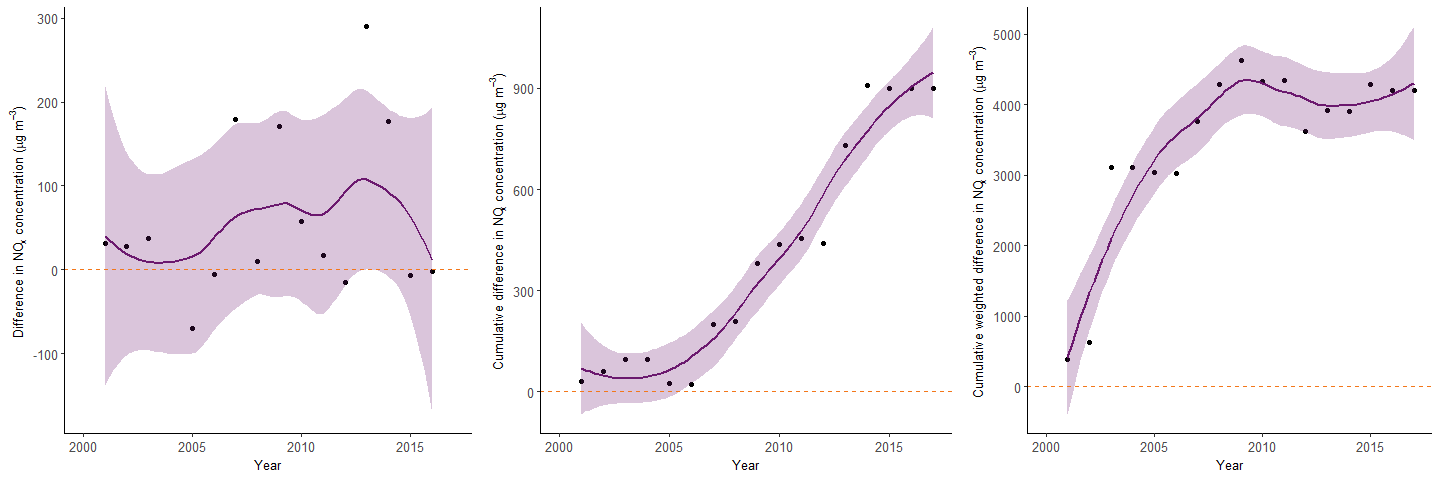 Difference in NOx concentration (μg m−3)
300
200
100
0
-100
2000 2005 2010 2015
Year
Cumulative difference in NOx concentration (μg m−3)
900
600
300
0
2000 2005 2010 2015
Year
Cumulative weighted difference in NOx concentration (μg m−3)
5000
4000
3000
2000
1000
0
2000 2005 2010 2015
Year